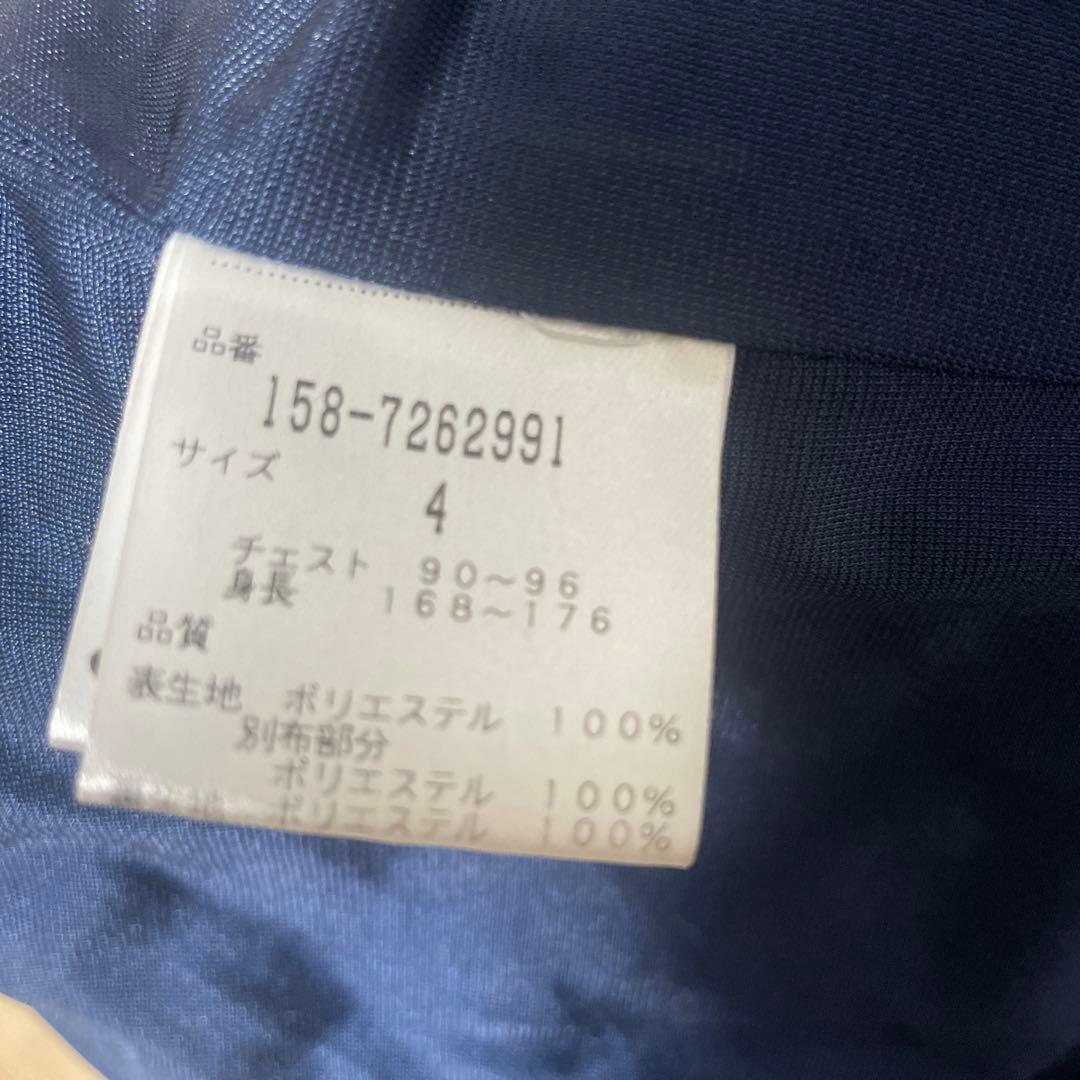 品番
158-7262991
サイズ
4
チェスト 90～96
身長 168～176
品質
表生地 ポリエステル 100%
別布部分
ポリエステル 100%
ポリエステル 100%